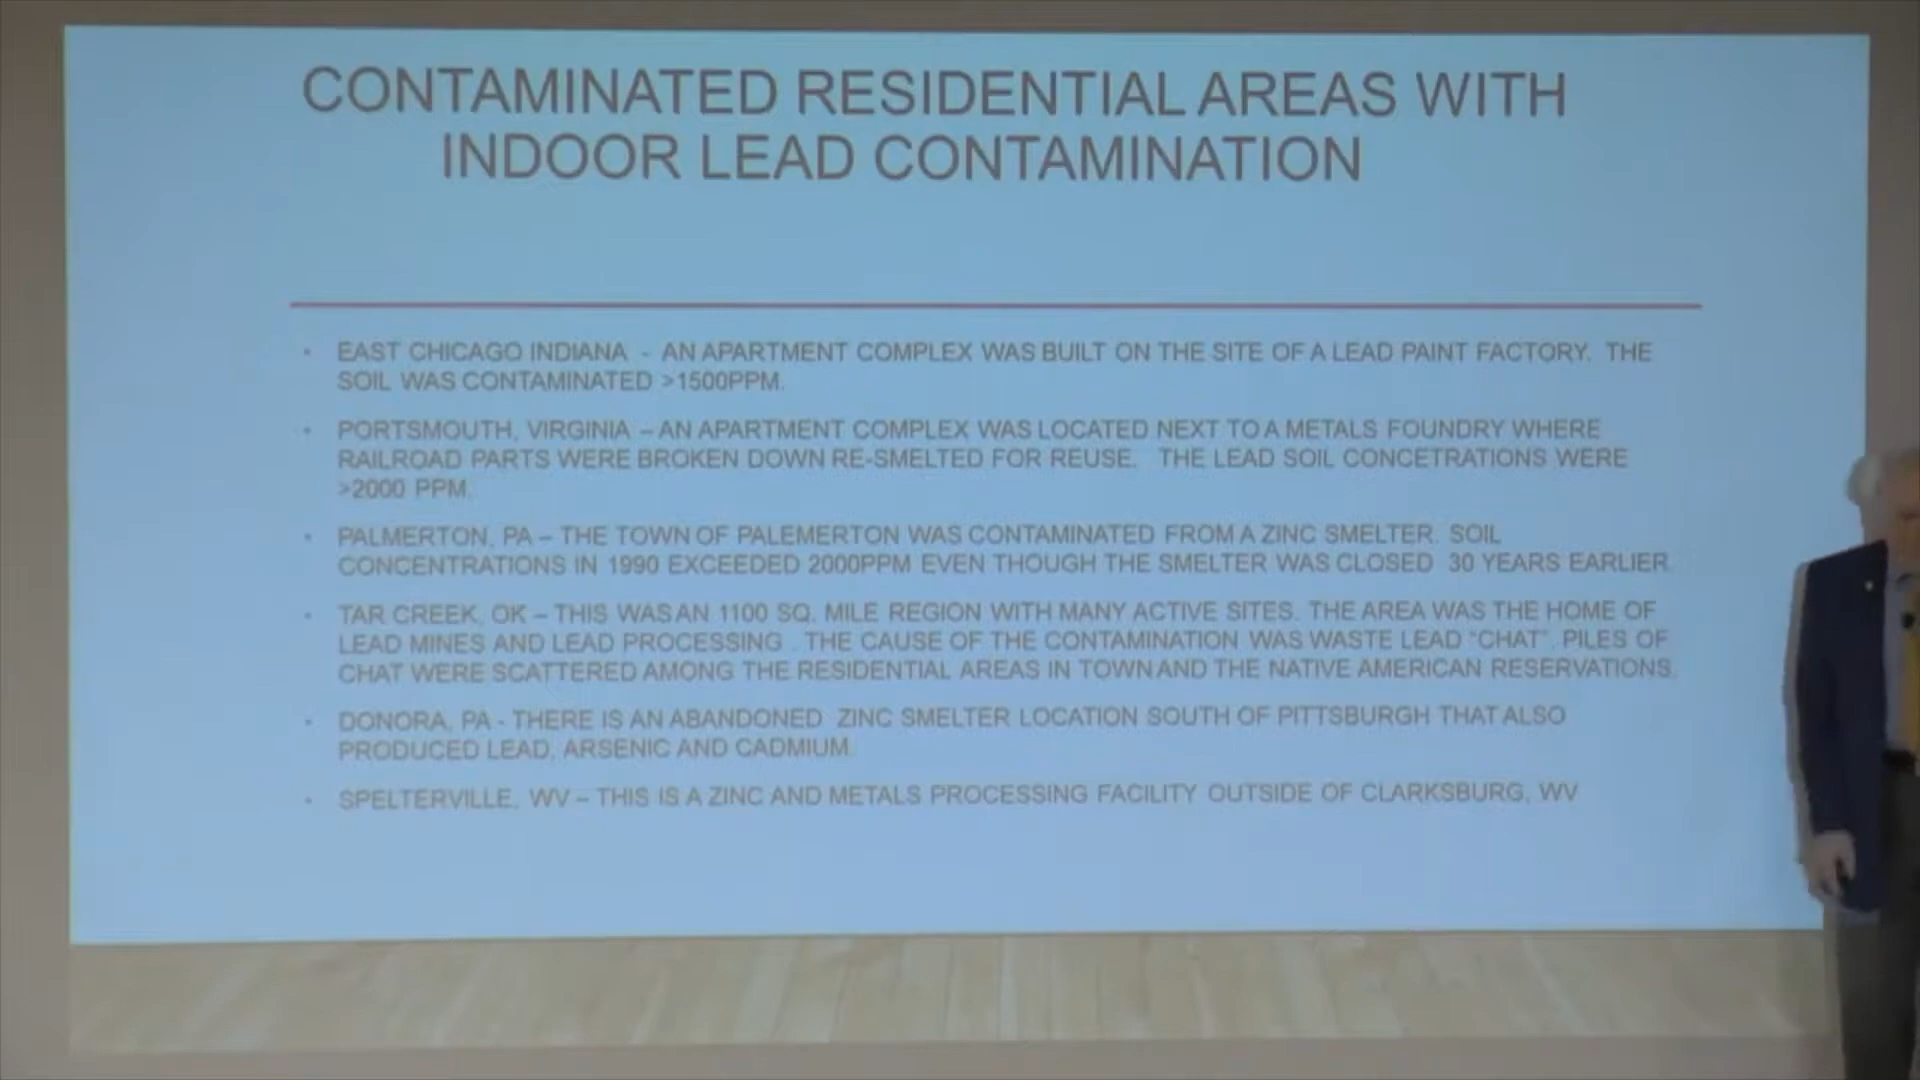 CONTAMINATED RESIDENTIAL AREAS WITH
INDOOR LEAD CONTAMINATION
• EAST CHICAGO INDIANA - AN APARTMENT COMPLEX WAS BUILT ON THE SITE OF A LEAD PAINT FACTORY. THE
SOIL WAS CONTAMINATED >1500PPM.
• PORTSMOUTH, VIRGINIA – AN APARTMENT COMPLEX WAS LOCATED NEXT TO A METALS FOUNDRY WHERE
RAILROAD PARTS WERE BROKEN DOWN RE-SMELTED FOR REUSE. THE LEAD SOIL CONCETRATIONS WERE
>2000 PPM.
• PALMERTON, PA – THE TOWN OF PALEMERTON WAS CONTAMINATED FROM A ZINC SMELTER. SOIL
CONCENTRATIONS IN 1990 EXCEEDED 2000PPM EVEN THOUGH THE SMELTER WAS CLOSED 30 YEARS EARLIER.
• TAR CREEK, OK – THIS WAS AN 1100 SQ. MILE REGION WITH MANY ACTIVE SITES. THE AREA WAS THE HOME OF
LEAD MINES AND LEAD PROCESSING . THE CAUSE OF THE CONTAMINATION WAS WASTE LEAD "CHAT". PILES OF
CHAT WERE SCATTERED AMONG THE RESIDENTIAL AREAS IN TOWN AND THE NATIVE AMERICAN RESERVATIONS.
• DONORA, PA - THERE IS AN ABANDONED ZINC SMELTER LOCATION SOUTH OF PITTSBURGH THAT ALSO
PRODUCED LEAD, ARSENIC AND CADMIUM.
• SPELTERVILLE, WV – THIS IS A ZINC AND METALS PROCESSING FACILITY OUTSIDE OF CLARKSBURG, WV